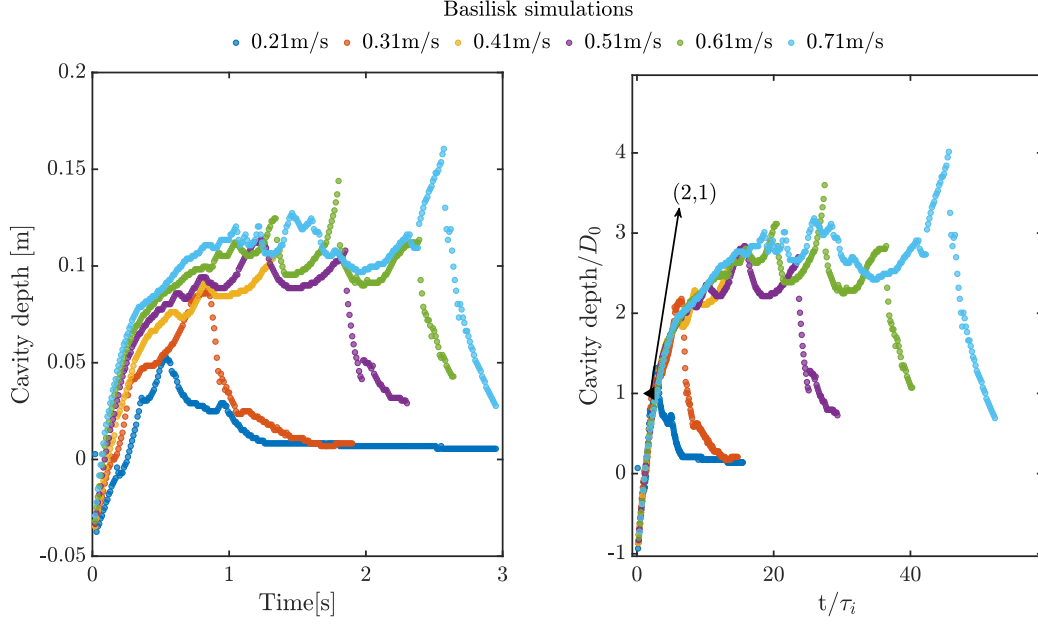 Basilisk simulations
0.21m/s 0.31m/s 0.41m/s 0.51m/s 0.61m/s 0.71m/s
Cavity depth [m]
0.2
0.15
0.1
0.05
0
-0.05
0 1 2 3
Time[s]
Cavity depth/D₀
4
3
2
1
0
-1
(2,1)
0 20 40
t/τᵢ